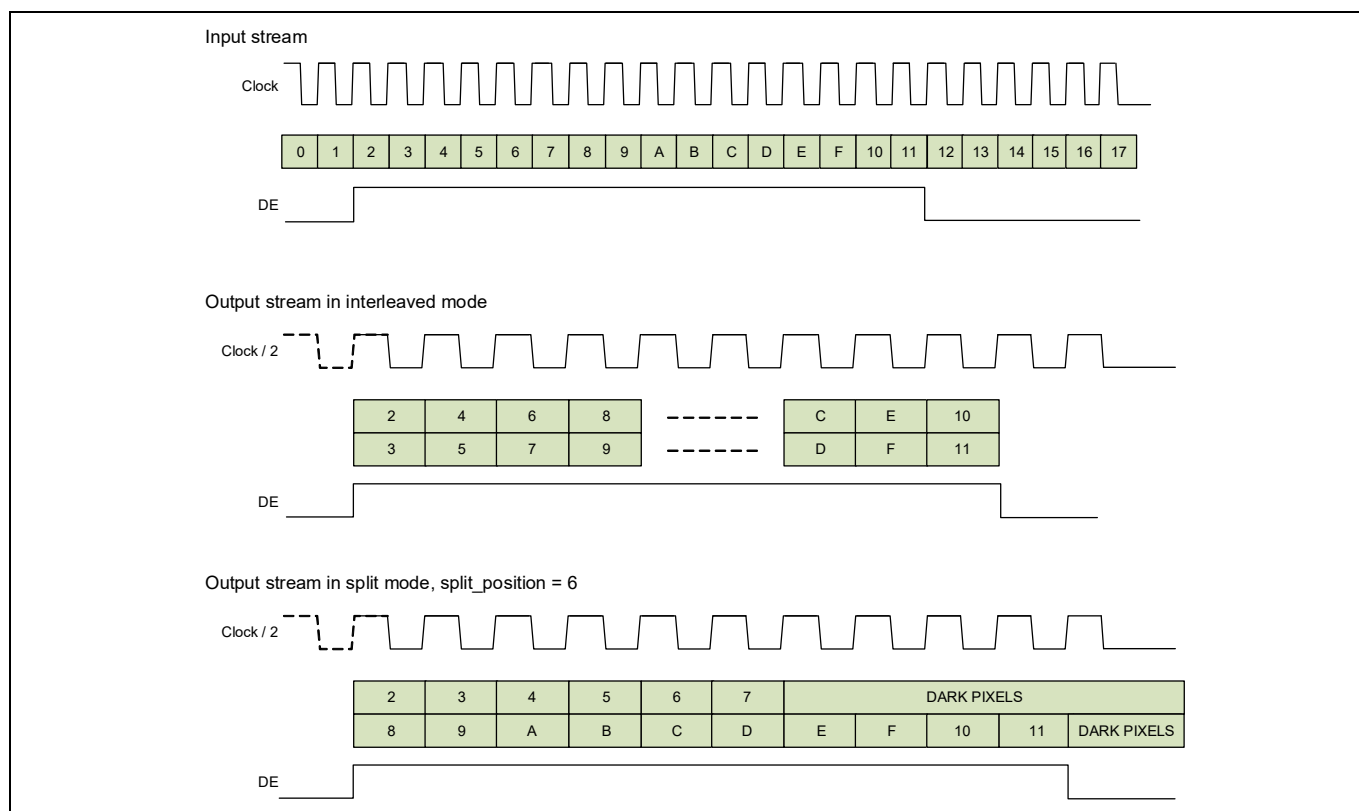 Input stream
Clock
0 1 2 3 4 5 6 7 8 9 A B C D E F 10 11 12 13 14 15 16 17
DE
Output stream in interleaved mode
Clock / 2
2 4 6 8 C E 10
3 5 7 9 D F 11
DE
Output stream in split mode, split_position = 6
Clock / 2
2 3 4 5 6 7 DARK PIXELS
8 9 A B C D E F 10 11 DARK PIXELS
DE